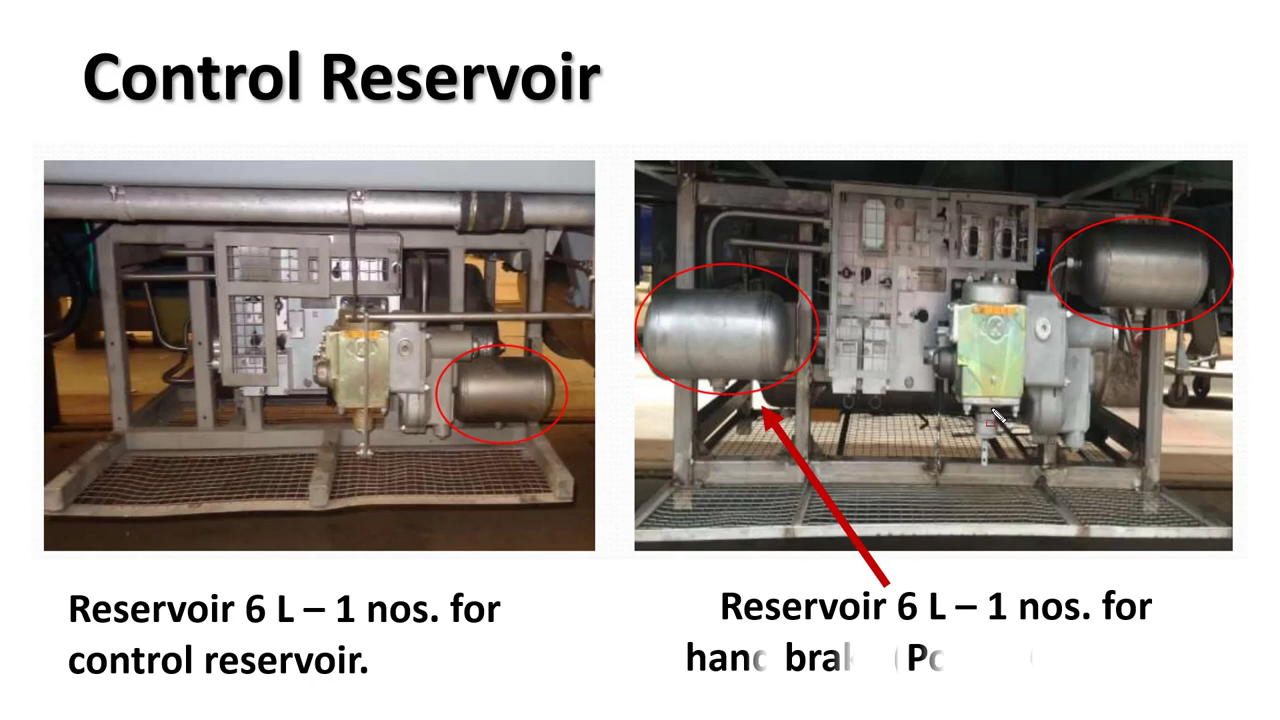 Control Reservoir
Reservoir 6 L – 1 nos. for
control reservoir.
Reservoir 6 L – 1 nos. for